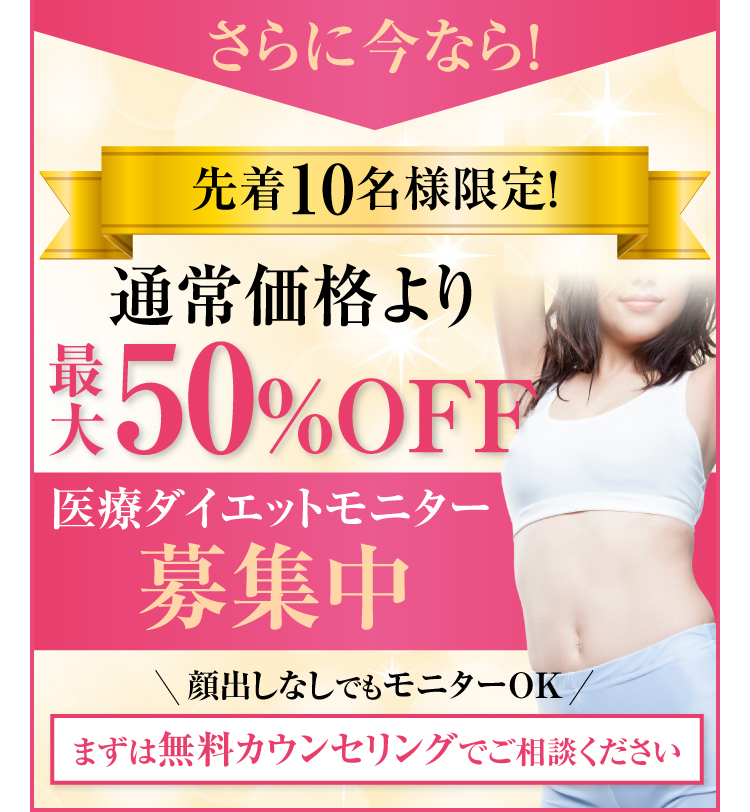 さらに今なら!
先着10名様限定!
通常価格より
最大50%OFF
医療ダイエットモニター
募集中
\ 顔出しなしでもモニターOK /
まずは無料カウンセリングでご相談ください